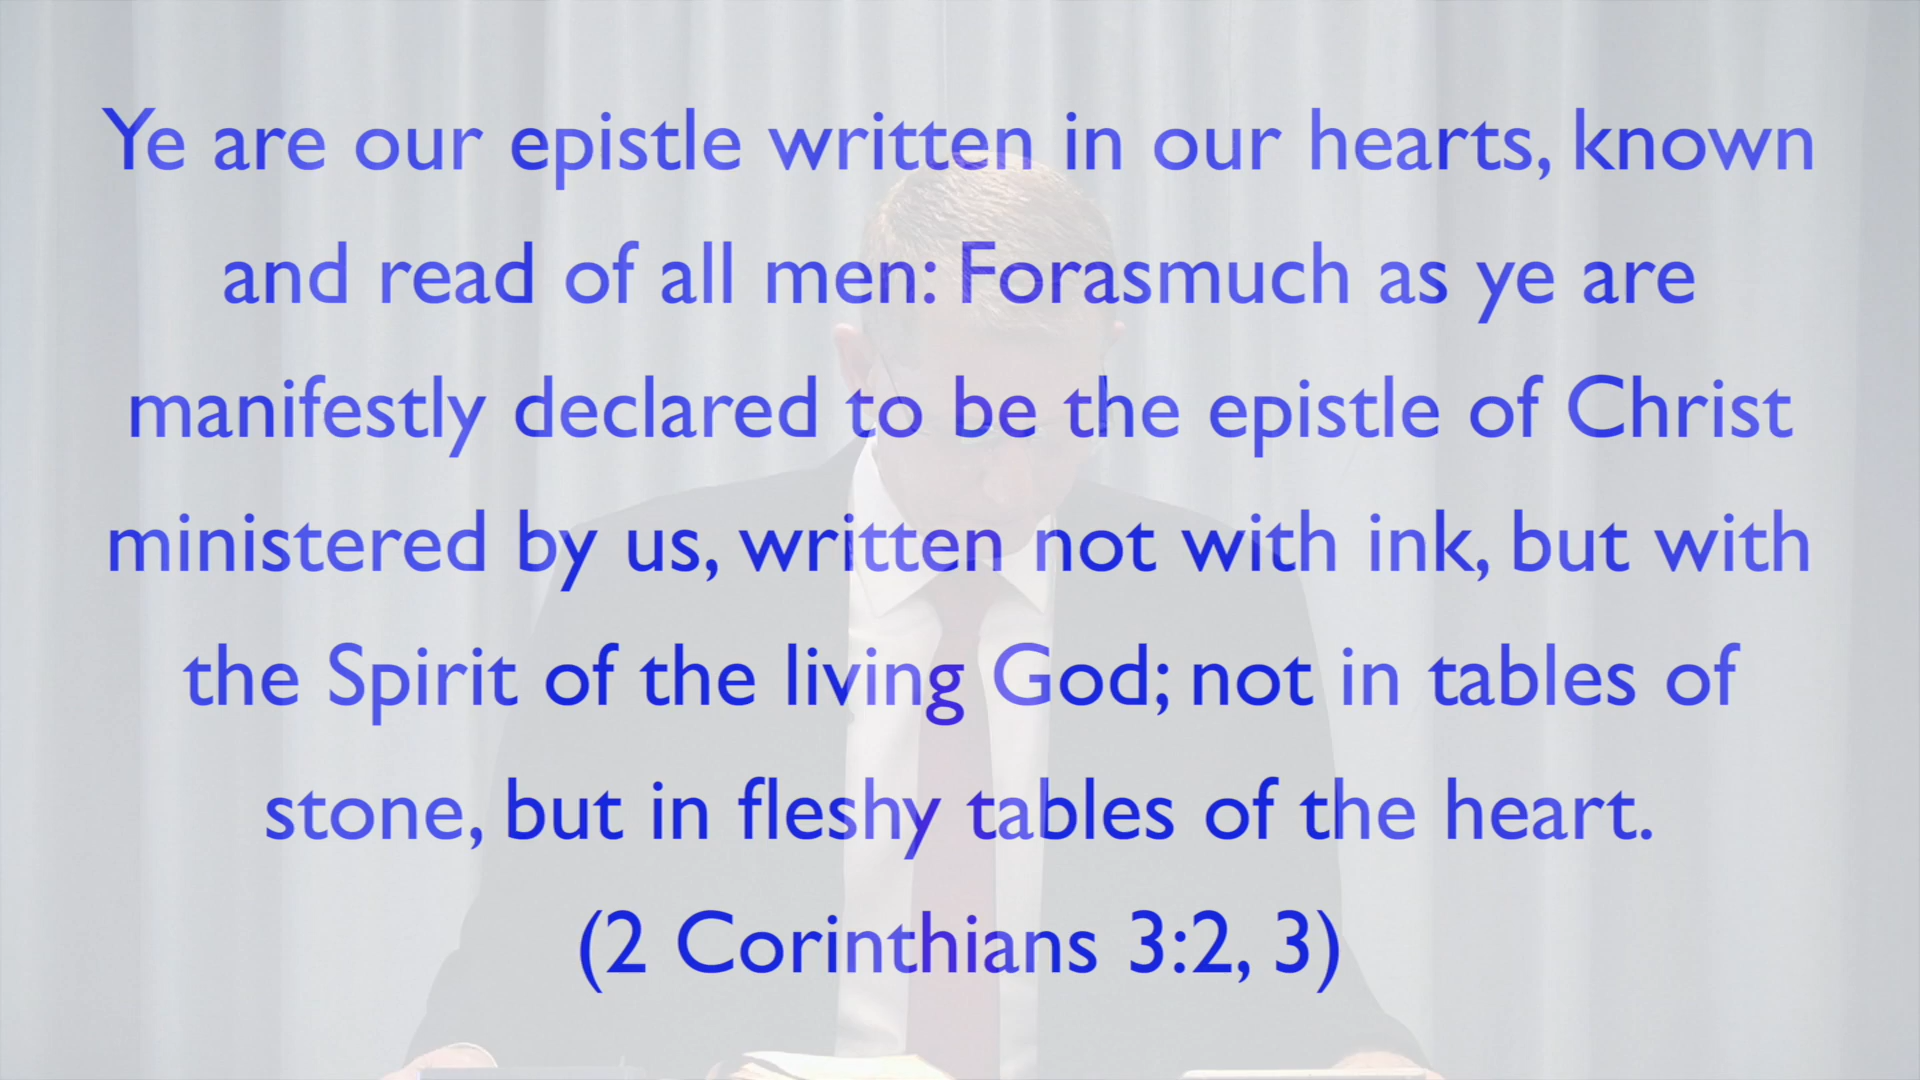 Ye are our epistle written in our hearts, known
and read of all men: Forasmuch as ye are
manifestly declared to be the epistle of Christ
ministered by us, written not with ink, but with
the Spirit of the living God; not in tables of
stone, but in fleshy tables of the heart.
(2 Corinthians 3:2, 3)